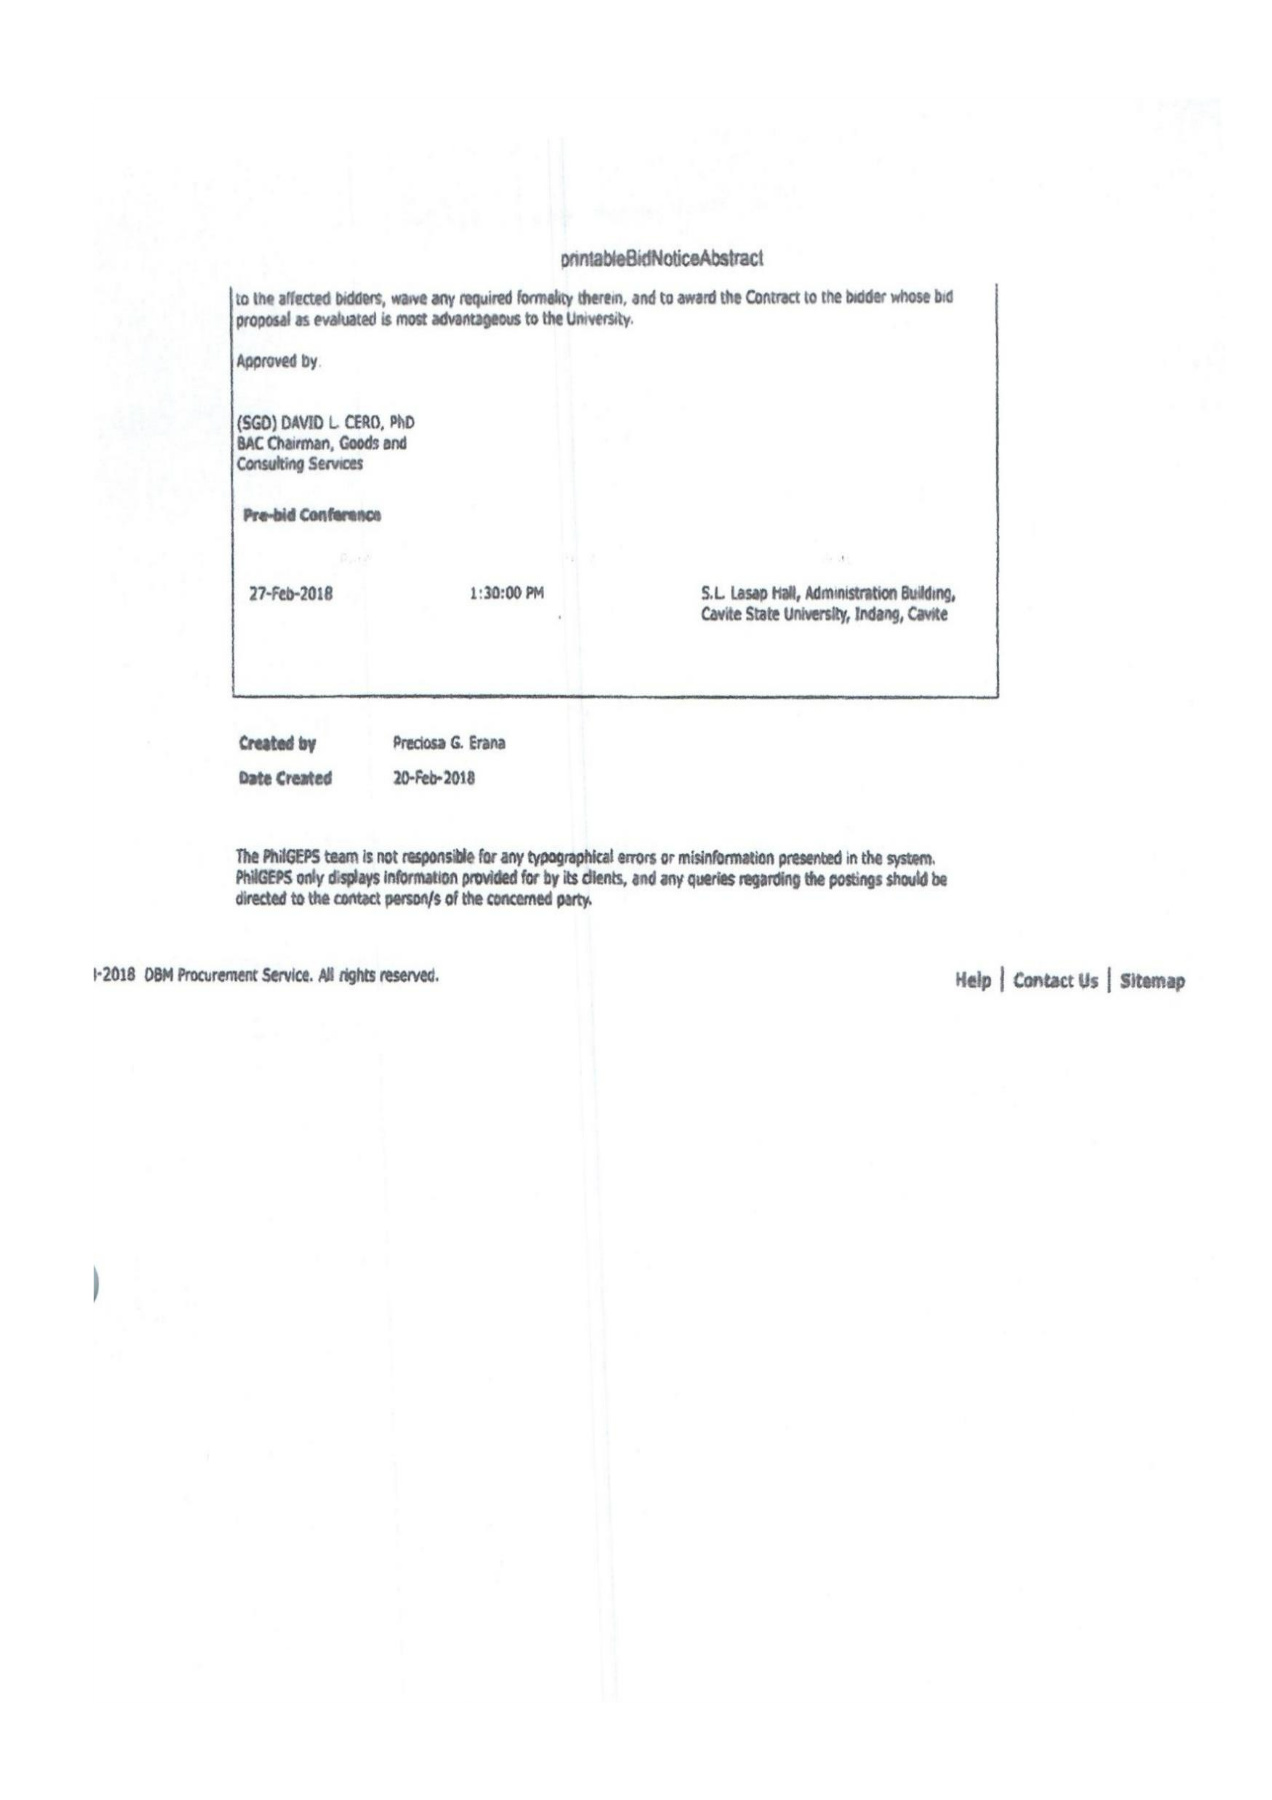 printableBidNoticeAbstract
to the affected bidders, waive any required formality therein, and to award the Contract to the bidder whose bid
proposal as evaluated is most advantageous to the University.
Approved by
(SGD) DAVID L. CERO, PhD
BAC Chairman, Goods and
Consulting Services
Pre-bid Conference
27-Feb-2018 1:30:00 PM S.L. Lasap Hall, Administration Building,
Cavite State University, Indang, Cavite
Created by Preciosa G. Erana
Date Created 20-Feb-2018
The PhilGEPS team is not responsible for any typographical errors or misinformation presented in the system.
PhilGEPS only displays information provided for by its clients, and any queries regarding the postings should be
directed to the contact person/s of the concerned party.
-2018 DBM Procurement Service. All rights reserved. Help | Contact Us | Sitemap